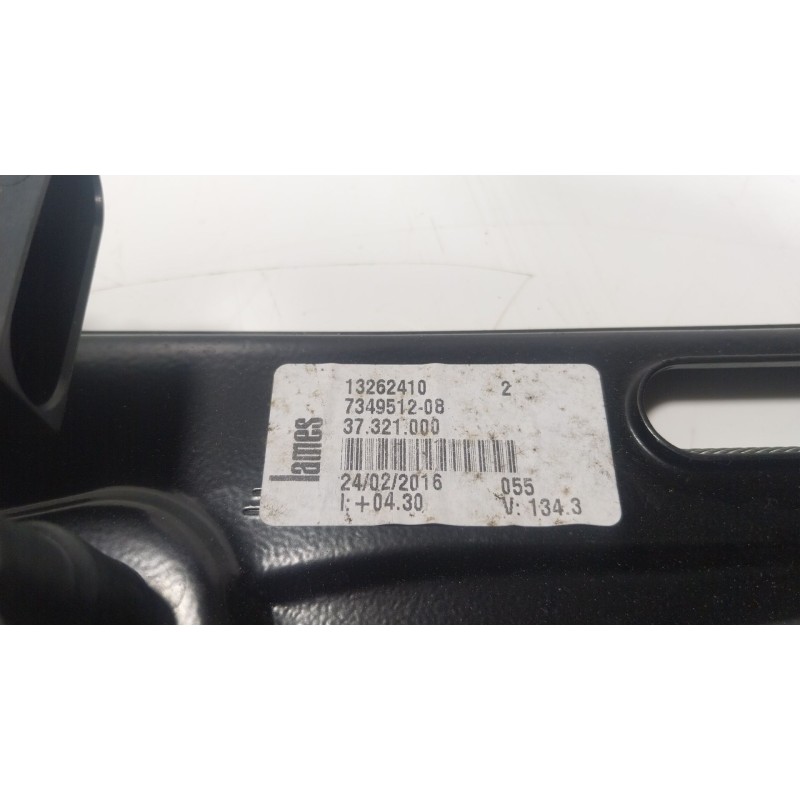 lames
13262410 2
7349512-08
37.321.000
24/02/2016 055
I: +04.30 V: 134.3